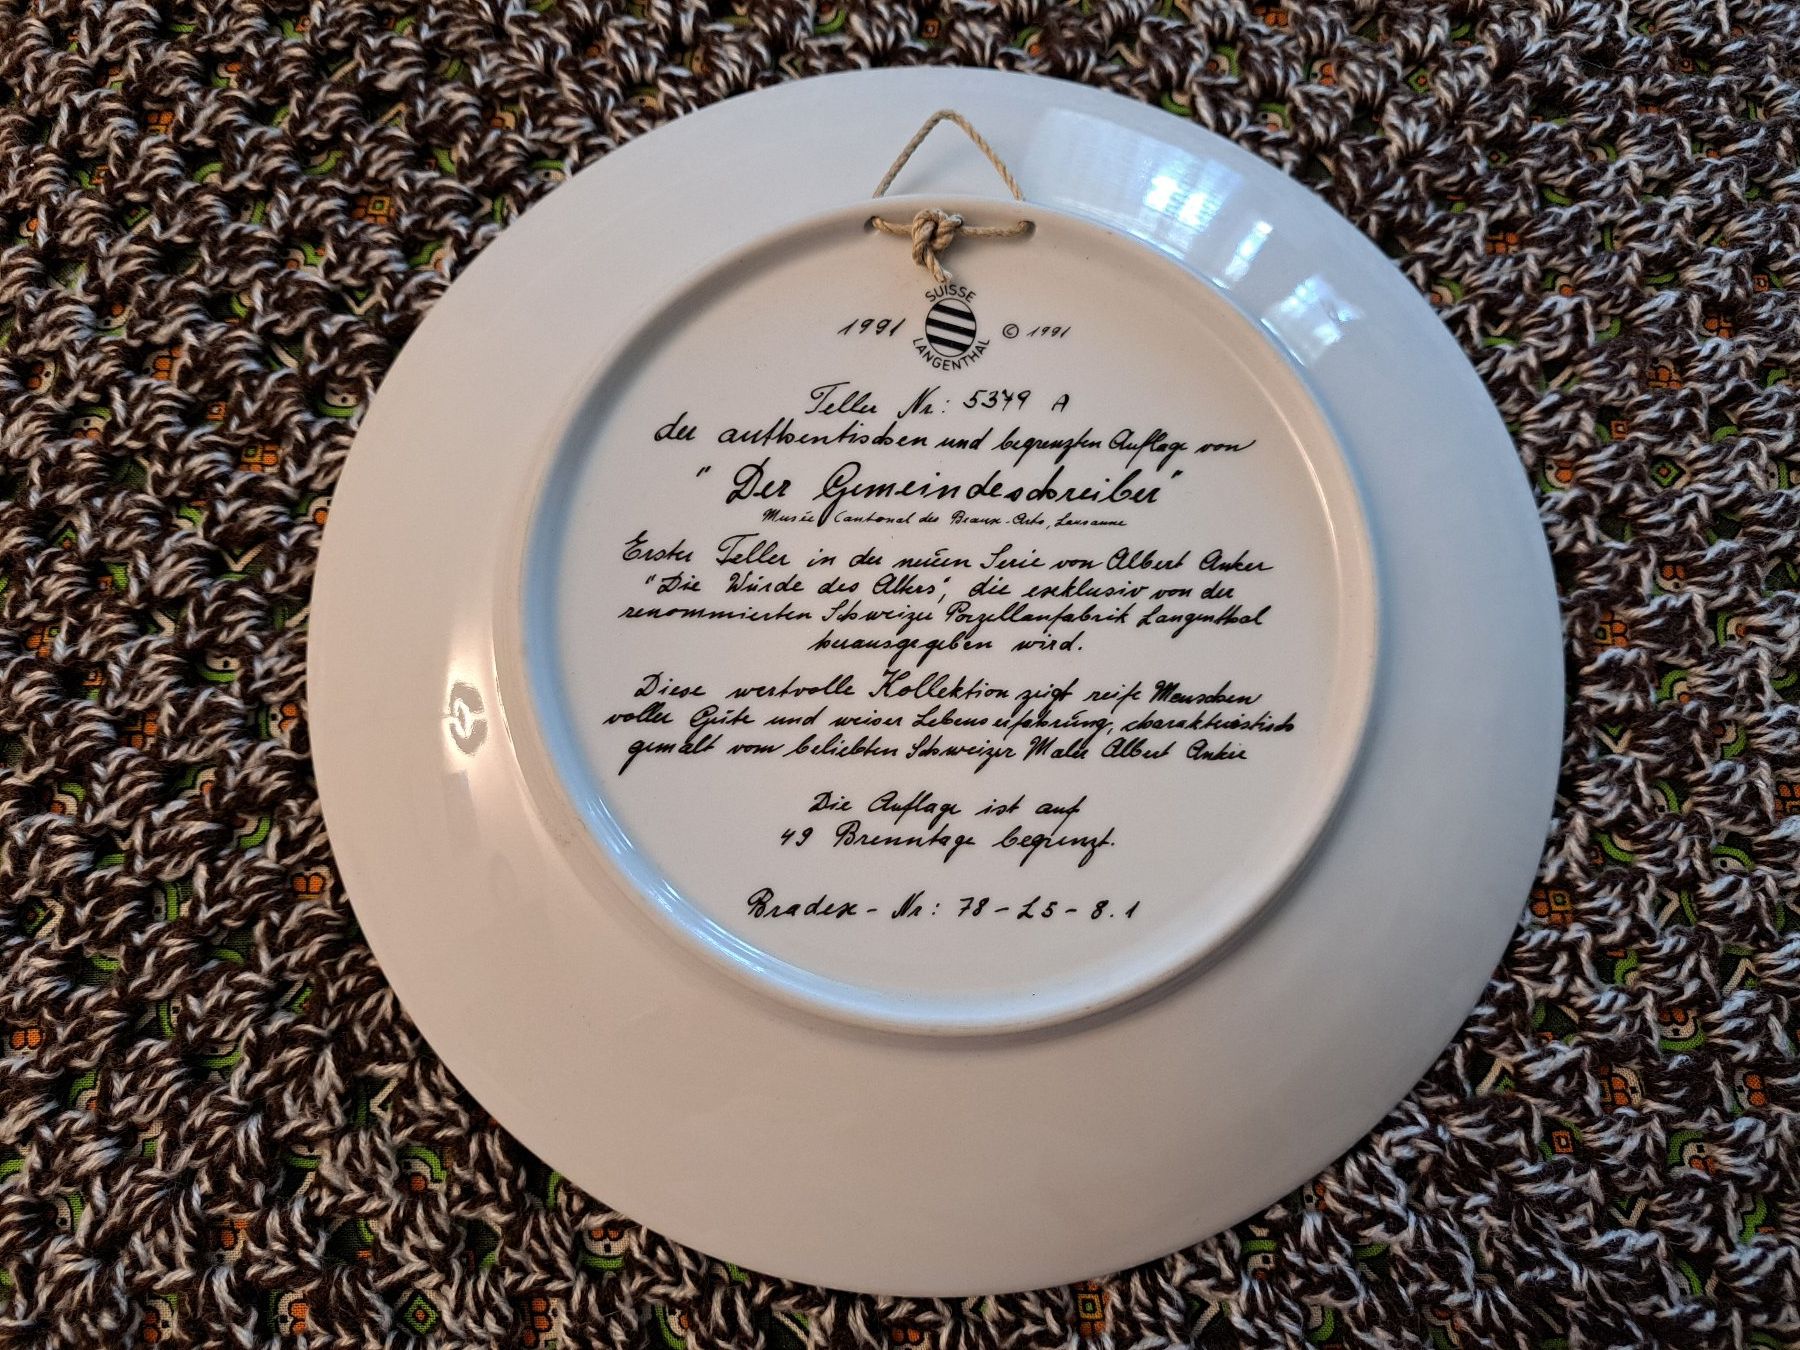 SUISSE
1991 © 1991
LANGENTHAL
Teller Nr: 5379 A
der authentischen und begrenzten Auflage von
"Der Gemeindeschreiber"
Musée Cantonal des Beaux-Arts, Lausanne
Erster Teller in der neuen Serie von Albert Anker
"Die Würde des Alters", die exklusiv von der
renommierten Schweizer Porzellanfabrik Langenthal
herausgegeben wird.
Diese wertvolle Kollektion zeigt reife Menschen
voller Güte und weiser Lebenserfahrung, charakteristisch
gemalt vom beliebten Schweizer Maler Albert Anker
Die Auflage ist auf
49 Brenntage begrenzt.
Bradex-Nr: 78-L5-8.1